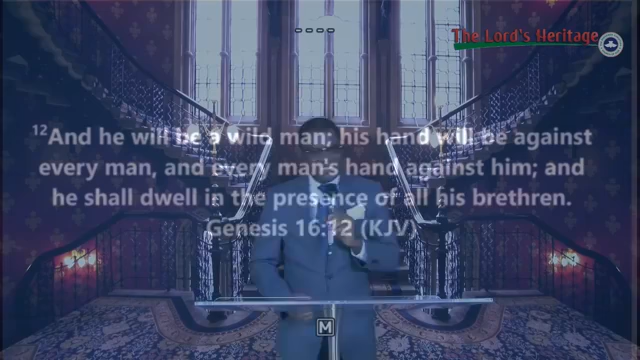 The Lord's Heritage
12And he will be a wild man; his hand will be against
every man, and every man's hand against him; and
he shall dwell in the presence of all his brethren.
Genesis 16:12 (KJV)
M